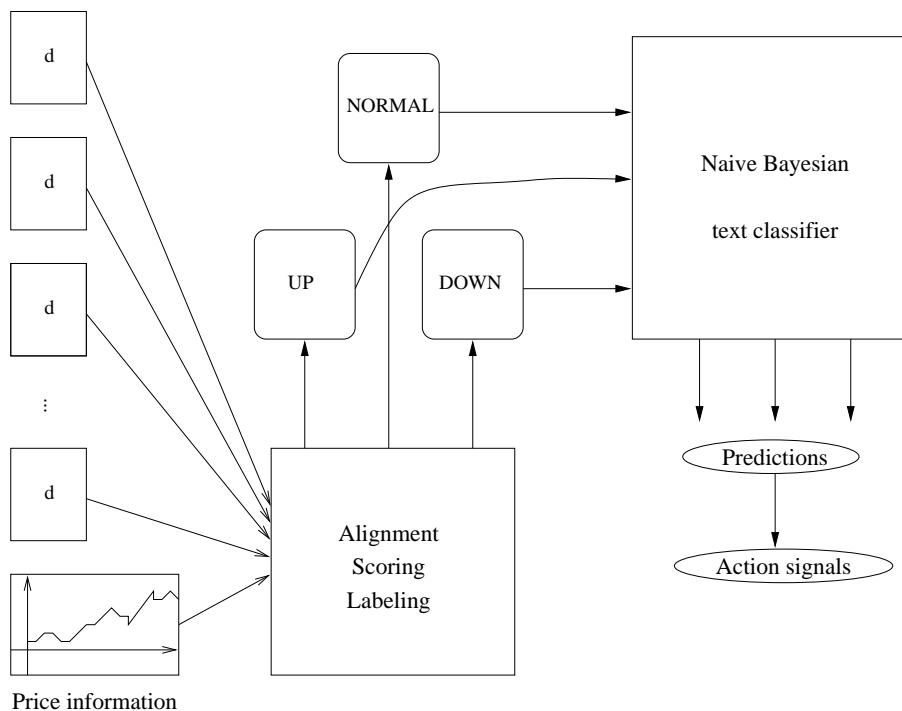 d
d
d
...
d
Price information
Alignment
Scoring
Labeling
UP
NORMAL
DOWN
Naive Bayesian
text classifier
Predictions
Action signals